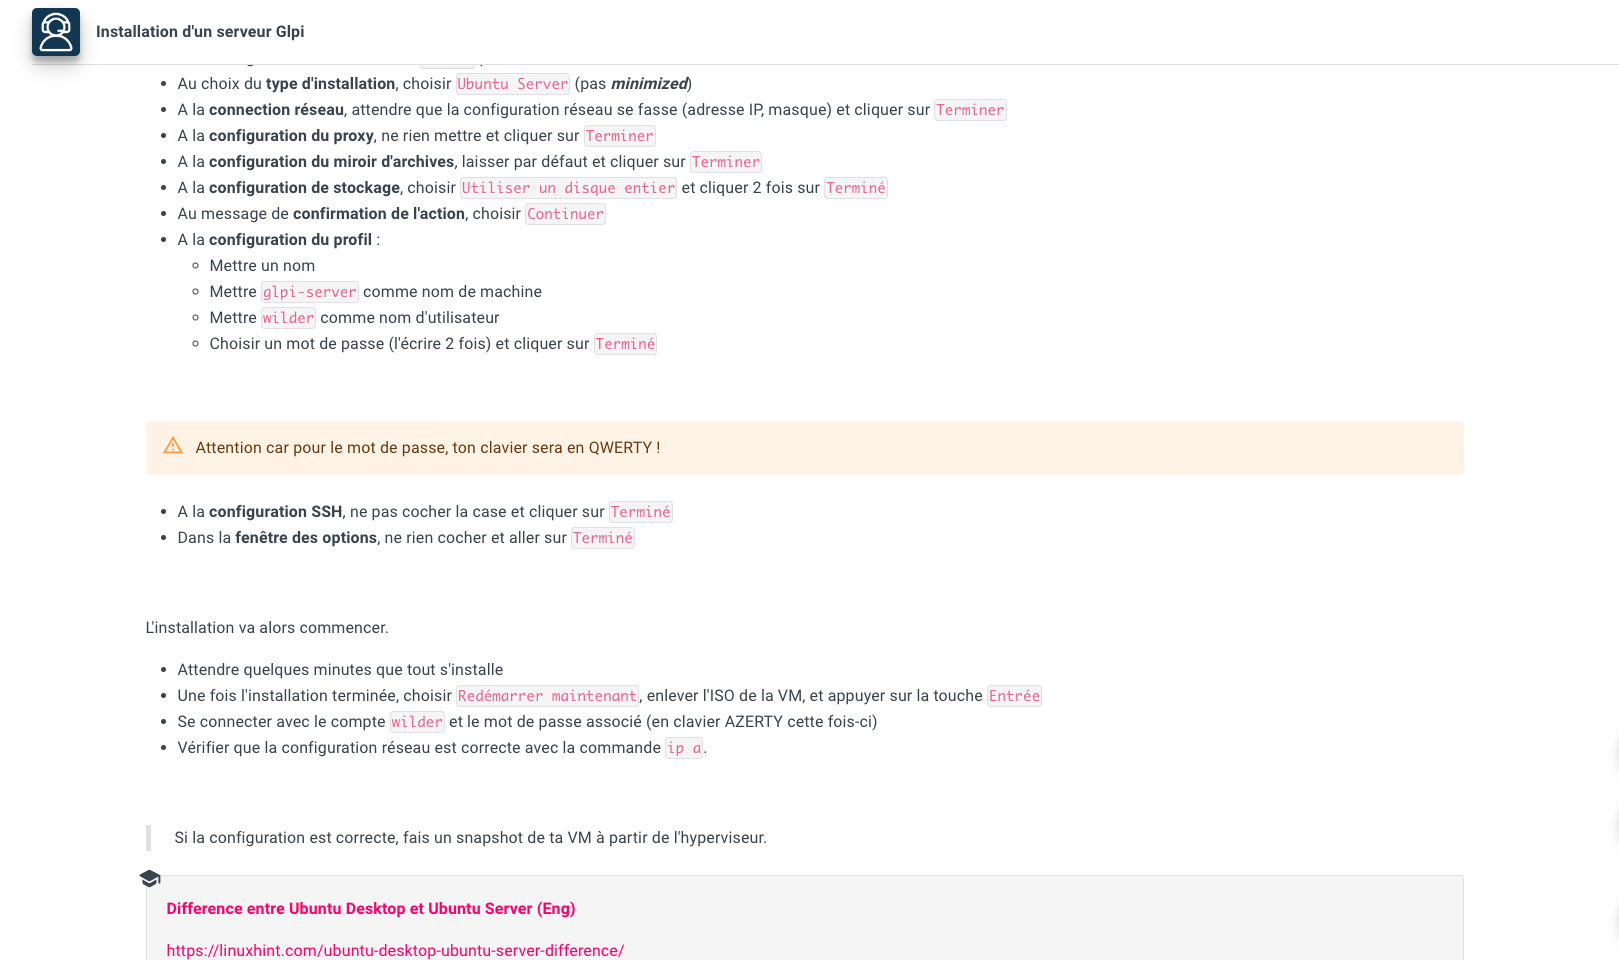 Installation d'un serveur Glpi
Au choix du type d'installation, choisir Ubuntu Server (pas minimized)
A la connection réseau, attendre que la configuration réseau se fasse (adresse IP, masque) et cliquer sur Terminer
A la configuration du proxy, ne rien mettre et cliquer sur Terminer
A la configuration du miroir d'archives, laisser par défaut et cliquer sur Terminer
A la configuration de stockage, choisir Utiliser un disque entier et cliquer 2 fois sur Terminé
Au message de confirmation de l'action, choisir Continuer
A la configuration du profil :
Mettre un nom
Mettre glpi-server comme nom de machine
Mettre wilder comme nom d'utilisateur
Choisir un mot de passe (l'écrire 2 fois) et cliquer sur Terminé
Attention car pour le mot de passe, ton clavier sera en QWERTY !
A la configuration SSH, ne pas cocher la case et cliquer sur Terminé
Dans la fenêtre des options, ne rien cocher et aller sur Terminé
L'installation va alors commencer.
Attendre quelques minutes que tout s'installe
Une fois l'installation terminée, choisir Redémarrer maintenant, enlever l'ISO de la VM, et appuyer sur la touche Entrée
Se connecter avec le compte wilder et le mot de passe associé (en clavier AZERTY cette fois-ci)
Vérifier que la configuration réseau est correcte avec la commande ip a.
Si la configuration est correcte, fais un snapshot de ta VM à partir de l'hyperviseur.
Difference entre Ubuntu Desktop et Ubuntu Server (Eng)
https://linuxhint.com/ubuntu-desktop-ubuntu-server-difference/